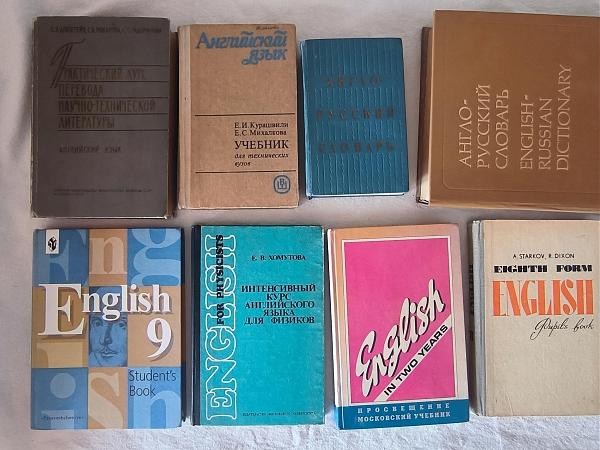 ПРАКТИЧЕСКИЙ КУРС
ПЕРЕВОДА
НАУЧНО-ТЕХНИЧЕСКОЙ
ЛИТЕРАТУРЫ
АНГЛИЙСКИЙ ЯЗЫК
Английский
язык
Е.И.Курашвили
Е.С.Михалкова
УЧЕБНИК
для технических
вузов
АНГЛО
РУССКИЙ
СЛОВАРЬ
АНГЛО-
РУССКИЙ
СЛОВАРЬ
ENGLISH-
RUSSIAN
DICTIONARY
English
9
Student's
Book
ENGLISH
FOR PHYSICISTS
Е. В. ХОМУТОВА
ИНТЕНСИВНЫЙ
КУРС
АНГЛИЙСКОГО
ЯЗЫКА
ДЛЯ ФИЗИКОВ
English
IN TWO YEARS
ПРОСВЕЩЕНИЕ
МОСКОВСКИЙ УЧЕБНИК
A. STARKOV, R. DIXON
EIGHTH FORM
ENGLISH
Pupil's book